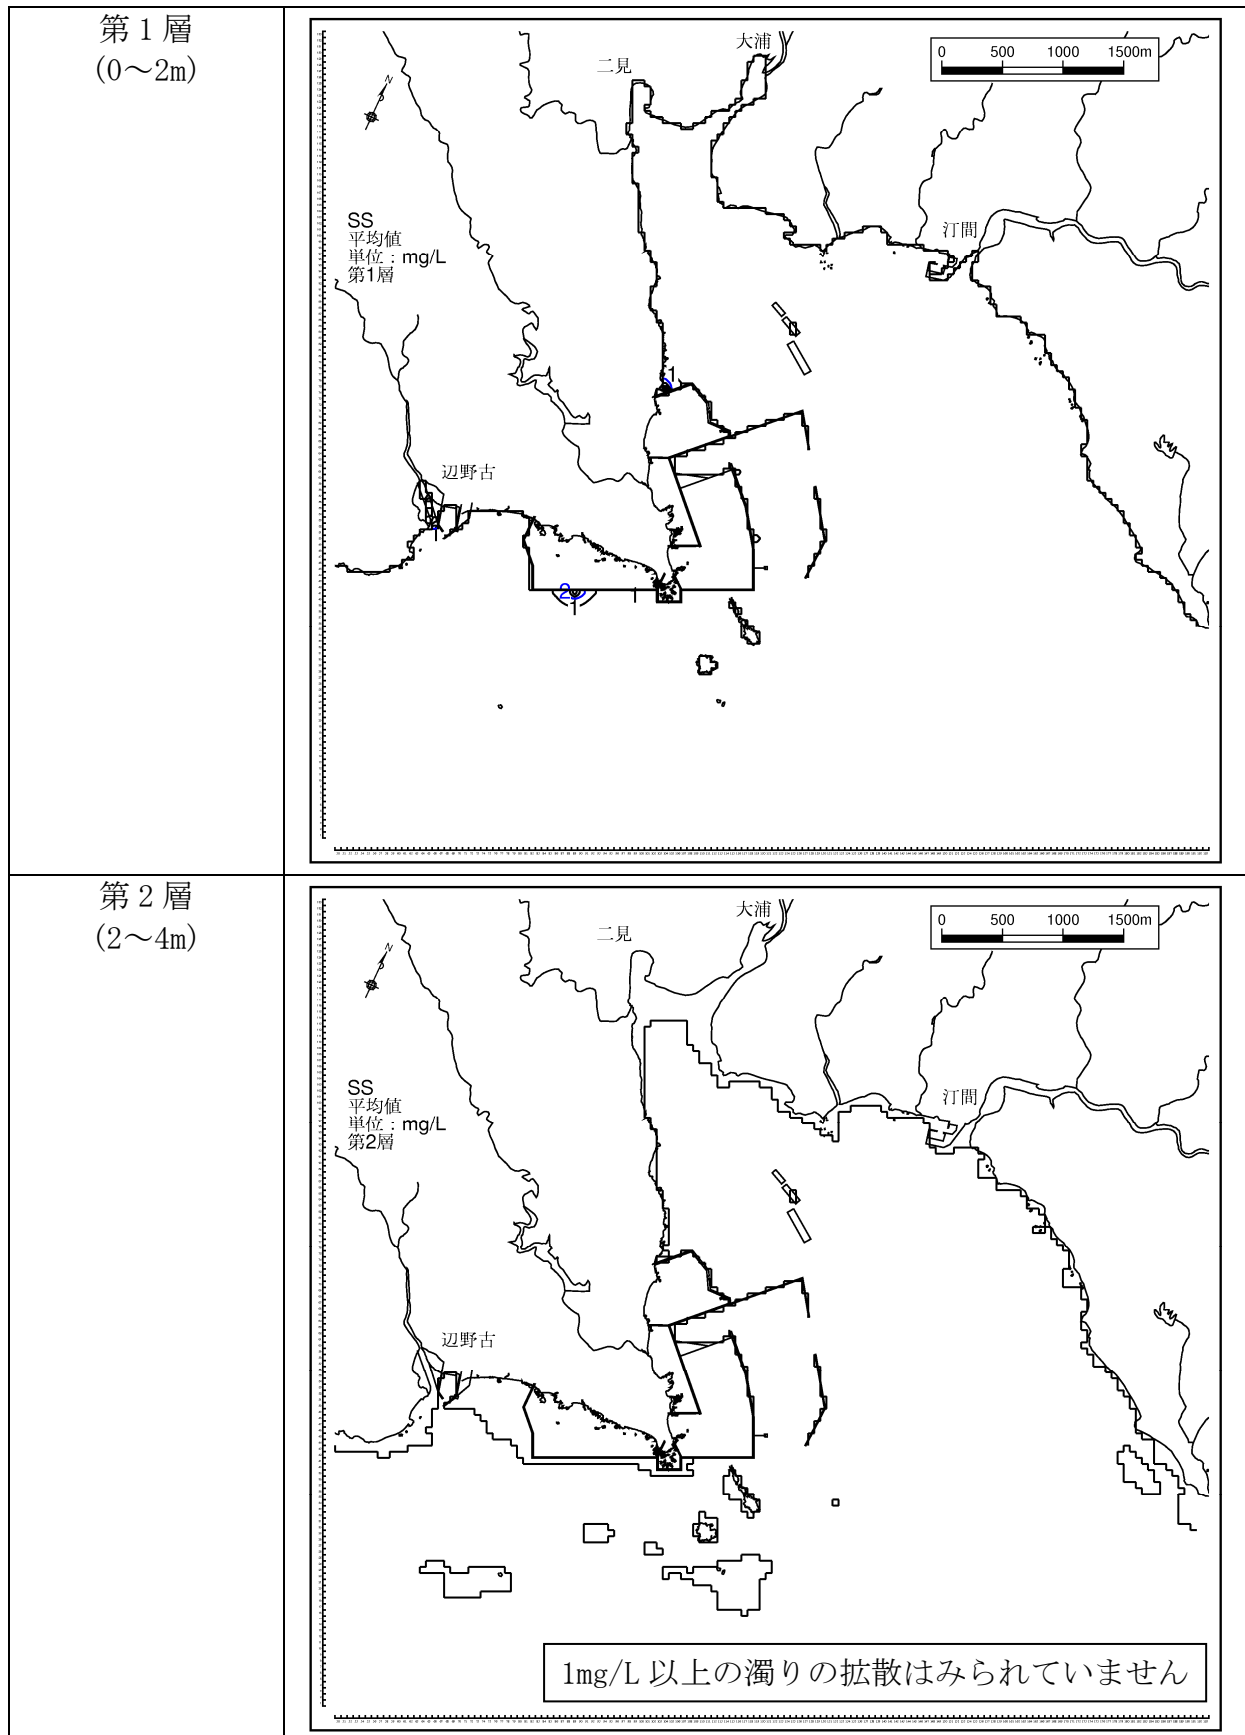 第１層
(0～2m)
大浦
二見
0 500 1000 1500m
N
SS
平均値
単位：mg/L
第1層
汀間
1
辺野古
1
2
1
1
第２層
(2～4m)
大浦
二見
0 500 1000 1500m
N
SS
平均値
単位：mg/L
第2層
汀間
辺野古
1mg/L 以上の濁りの拡散はみられていません